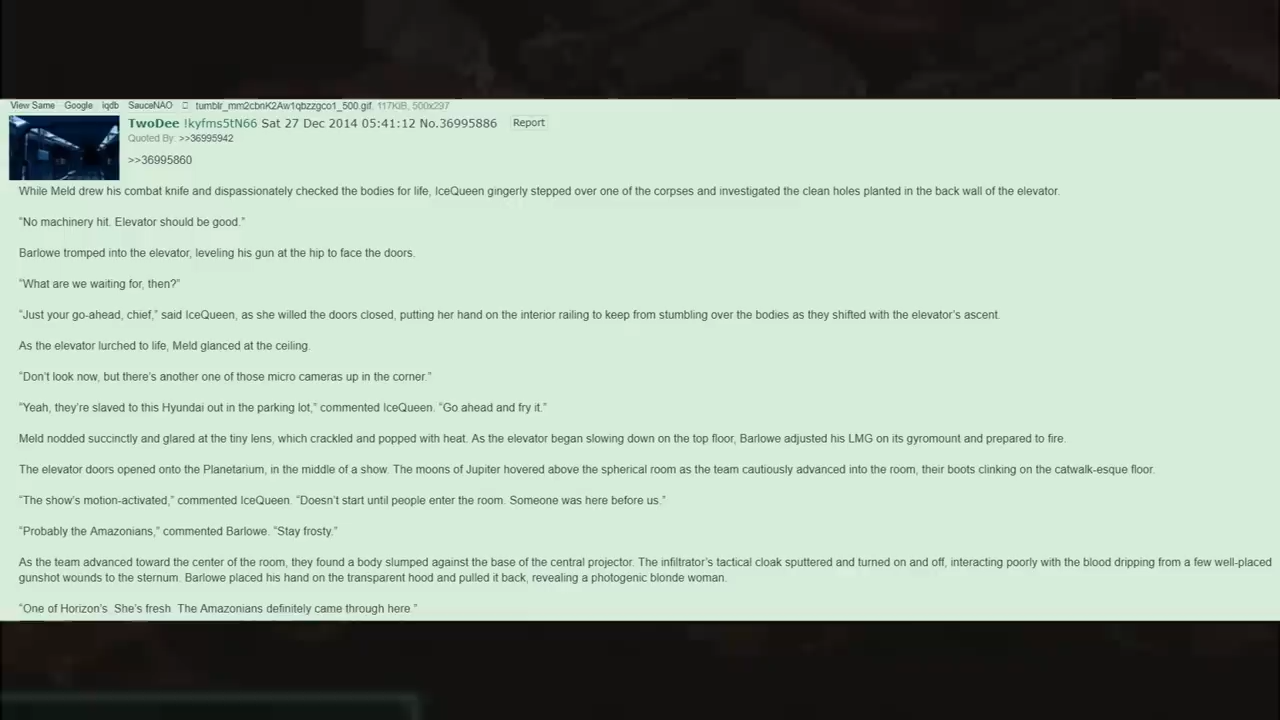 View Same Google iqdb SauceNAO tumblr_mm2cbnK2Aw1qbzzgco1_500.gif, 117KiB, 500x297
TwoDee !kyfms5tN66 Sat 27 Dec 2014 05:41:12 No.36995886 Report
Quoted By: >>36995942
>>36995860
While Meld drew his combat knife and dispassionately checked the bodies for life, IceQueen gingerly stepped over one of the corpses and investigated the clean holes planted in the back wall of the elevator.
“No machinery hit. Elevator should be good.”
Barlowe tromped into the elevator, leveling his gun at the hip to face the doors.
“What are we waiting for, then?”
“Just your go-ahead, chief,” said IceQueen, as she willed the doors closed, putting her hand on the interior railing to keep from stumbling over the bodies as they shifted with the elevator’s ascent.
As the elevator lurched to life, Meld glanced at the ceiling.
“Don’t look now, but there’s another one of those micro cameras up in the corner.”
“Yeah, they’re slaved to this Hyundai out in the parking lot,” commented IceQueen. “Go ahead and fry it.”
Meld nodded succinctly and glared at the tiny lens, which crackled and popped with heat. As the elevator began slowing down on the top floor, Barlowe adjusted his LMG on its gyromount and prepared to fire.
The elevator doors opened onto the Planetarium, in the middle of a show. The moons of Jupiter hovered above the spherical room as the team cautiously advanced into the room, their boots clinking on the catwalk-esque floor.
“The show’s motion-activated,” commented IceQueen. “Doesn’t start until people enter the room. Someone was here before us.”
“Probably the Amazonians,” commented Barlowe. “Stay frosty.”
As the team advanced toward the center of the room, they found a body slumped against the base of the central projector. The infiltrator’s tactical cloak sputtered and turned on and off, interacting poorly with the blood dripping from a few well-placed
gunshot wounds to the sternum. Barlowe placed his hand on the transparent hood and pulled it back, revealing a photogenic blonde woman.
“One of Horizon’s. She’s fresh. The Amazonians definitely came through here.”